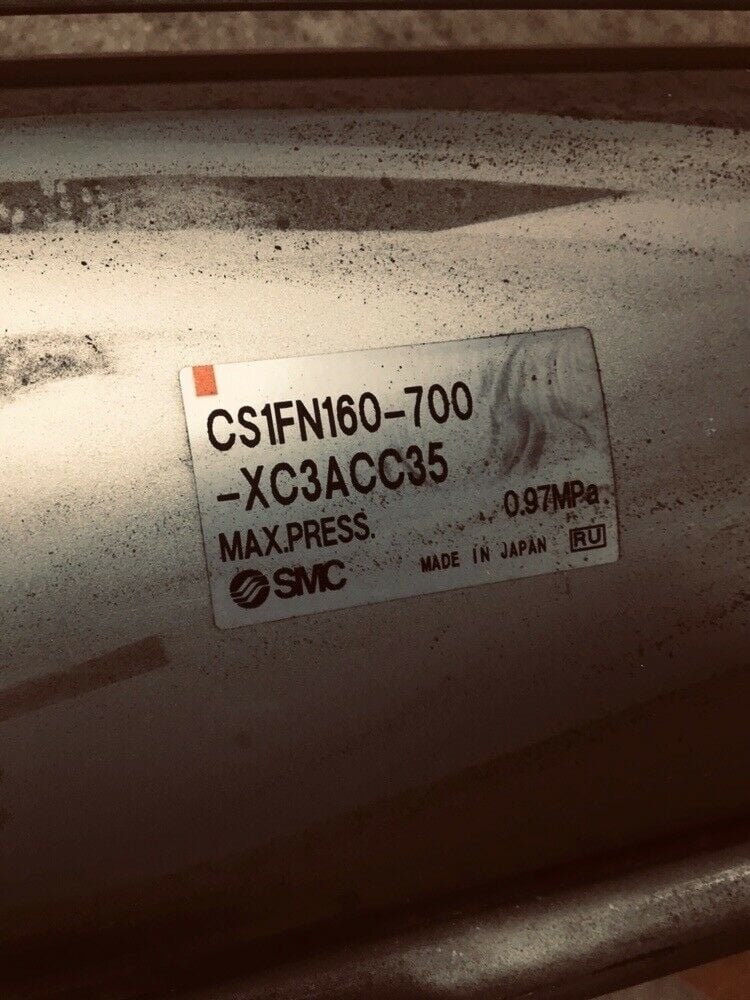 CS1FN160-700
-XC3ACC35
MAX.PRESS. 0.97MPa
SMC MADE IN JAPAN RU